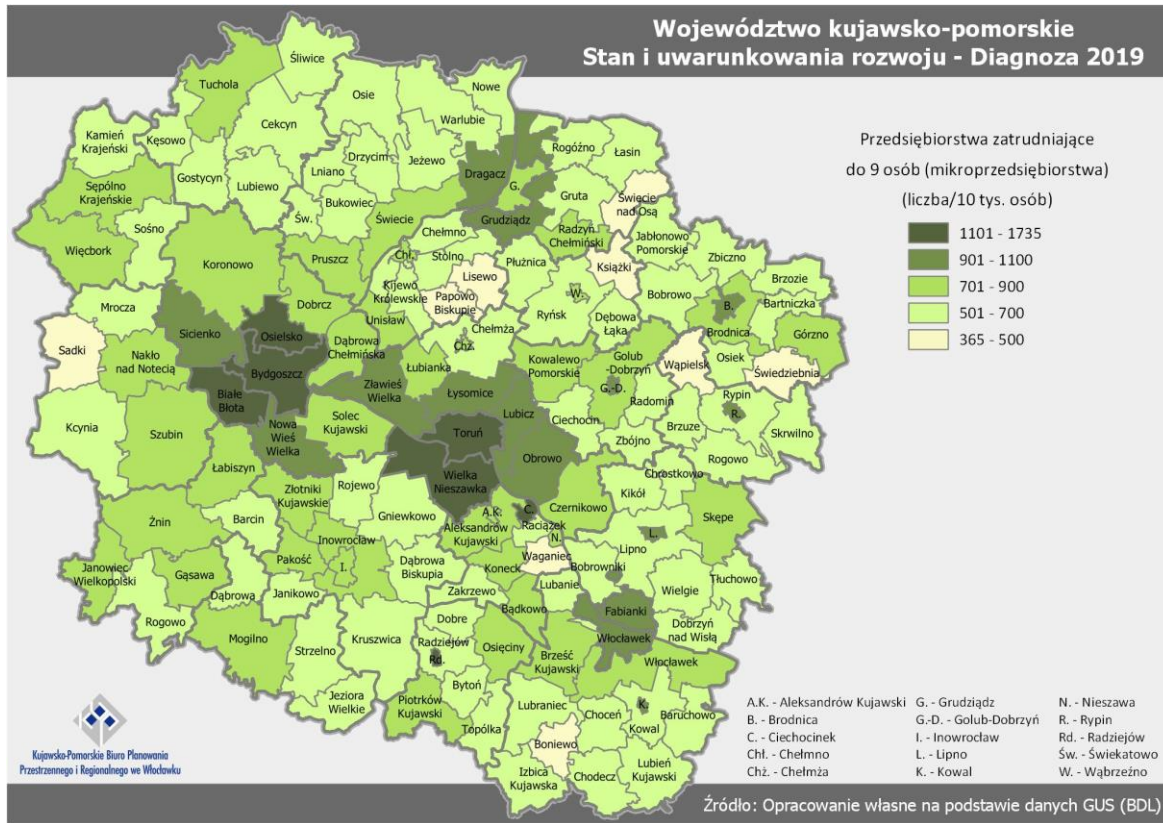 Województwo kujawsko-pomorskie
Stan i uwarunkowania rozwoju - Diagnoza 2019
Przedsiębiorstwa zatrudniające
do 9 osób (mikroprzedsiębiorstwa)
(liczba/10 tys. osób)
1101 - 1735
901 - 1100
701 - 900
501 - 700
365 - 500
Śliwice
Tuchola
Nowe
Osie
Warlubie
Cekcyn
Kęsowo
Kamień
Krajeński
Rogóźno
Łasin
Drzycim
Jeżewo
Dragacz
Lniano
G.
Gostycyn
Lubiewo
Sępólno
Krajeńskie
Bukowiec
Gruta
Święcie
nad Osą
Św.
Świecie
Grudziądz
Radzyń
Chełmiński
Sośno
Chełmno
Jabłonowo
Pomorskie
Więcbork
Zbiczno
Koronowo
Pruszcz
Chł.
Stolno
Płużnica
Książki
Lisewo
Brzozie
Kijewo
Królewskie
Papowo
Biskupie
W.
Bobrowo
Bartniczka
Mrocza
Dobrcz
Unisław
Ryńsk
Dębowa
Łąka
B.
Sicienko
Osielsko
Chełmża
Brodnica
Górzno
Sadki
Nakło
nad Notecią
Dąbrowa
Chełmińska
Chż.
Kowalewo
Pomorskie
Golub
-Dobrzyń
Wąpielsk
Osiek
Świedziebnia
Bydgoszcz
Łubianka
G.-D.
Białe
Błota
Zławieś
Wielka
Łysomice
Radomin
Rypin
R.
Kcynia
Szubin
Nowa
Wieś
Wielka
Solec
Kujawski
Lubicz
Ciechocin
Brzuze
Skrwilno
Toruń
Zbójno
Obrowo
Rogowo
Łabiszyn
Wielka
Nieszawka
Chrostkowo
Złotniki
Kujawskie
Rojewo
Kikół
Żnin
Barcin
Gniewkowo
A.K.
C.
Czernikowo
Skępe
Inowrocław
Aleksandrów
Kujawski
Raciążek
N.
L.
Janowiec
Wielkopolski
Gąsawa
Pakość
I.
Dąbrowa
Biskupia
Koneck
Waganiec
Bobrowniki
Lipno
Tłuchowo
Dąbrowa
Janikowo
Zakrzewo
Lubanie
Wielgie
Rogowo
Bądkowo
Fabianki
Dobrzyń
nad Wisłą
Mogilno
Kruszwica
Dobre
Włocławek
Strzelno
Radziejów
Rd.
Osięciny
Brześć
Kujawski
Włocławek
Jeziora
Wielkie
Bytoń
Piotrków
Kujawski
Lubraniec
K.
Topólka
Choceń
Kowal
Baruchowo
Boniewo
Izbica
Kujawska
Chodecz
Lubień
Kujawski
A.K. - Aleksandrów Kujawski
B. - Brodnica
C. - Ciechocinek
Chł. - Chełmno
Chż. - Chełmża
G. - Grudziądz
G.-D. - Golub-Dobrzyń
I. - Inowrocław
L. - Lipno
K. - Kowal
N. - Nieszawa
R. - Rypin
Rd. - Radziejów
Św. - Świekatowo
W. - Wąbrzeźno
Kujawsko-Pomorskie Biuro Planowania
Przestrzennego i Regionalnego we Włocławku
Źródło: Opracowanie własne na podstawie danych GUS (BDL)